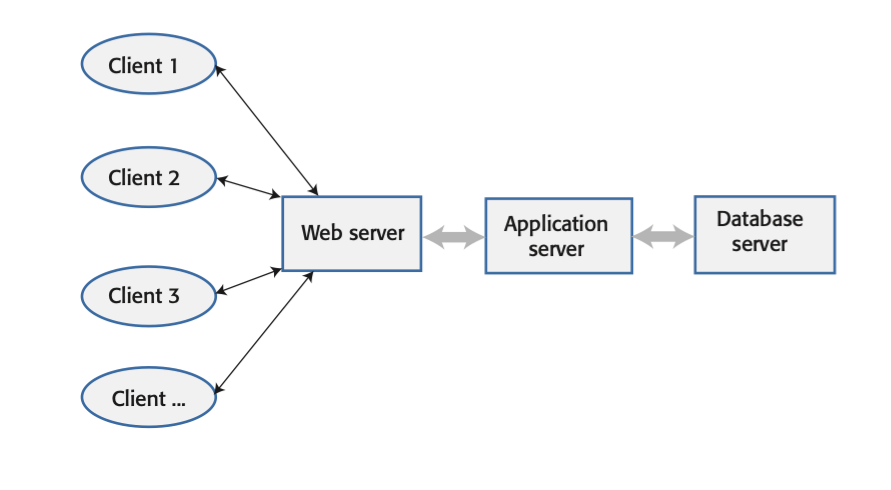 Client 1
Client 2
Client 3
Client ...
Web server
Application
server
Database
server